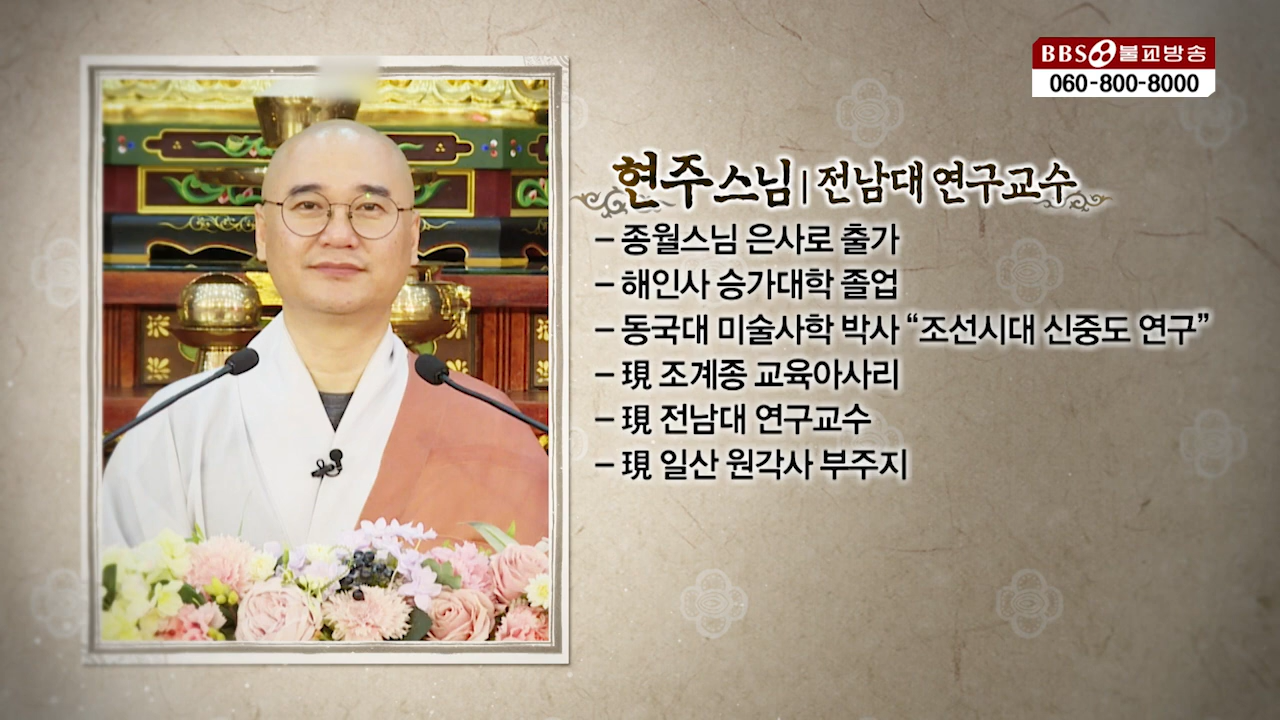 BBS 불교방송
060-800-8000
현주스님 | 전남대 연구교수
– 종월스님 은사로 출가
– 해인사 승가대학 졸업
– 동국대 미술사학 박사 “조선시대 신중도 연구”
– 現 조계종 교육아사리
– 現 전남대 연구교수
– 現 일산 원각사 부주지